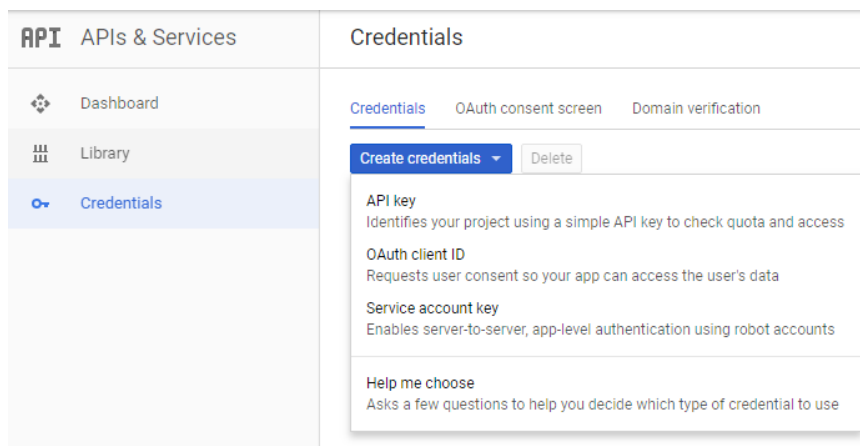 API APIs & Services
Credentials
Dashboard
Library
Credentials
Credentials OAuth consent screen Domain verification
Create credentials Delete
API key
Identifies your project using a simple API key to check quota and access
OAuth client ID
Requests user consent so your app can access the user's data
Service account key
Enables server-to-server, app-level authentication using robot accounts
Help me choose
Asks a few questions to help you decide which type of credential to use